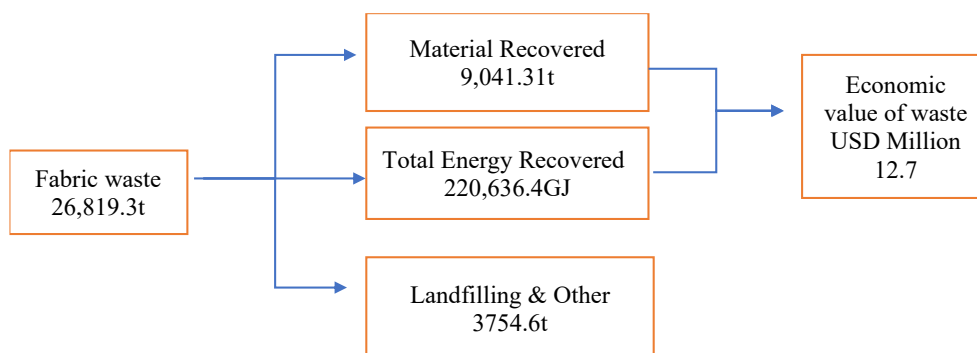 Fabric waste
26,819.3t
Material Recovered
9,041.31t
Total Energy Recovered
220,636.4GJ
Landfilling & Other
3754.6t
Economic
value of waste
USD Million
12.7